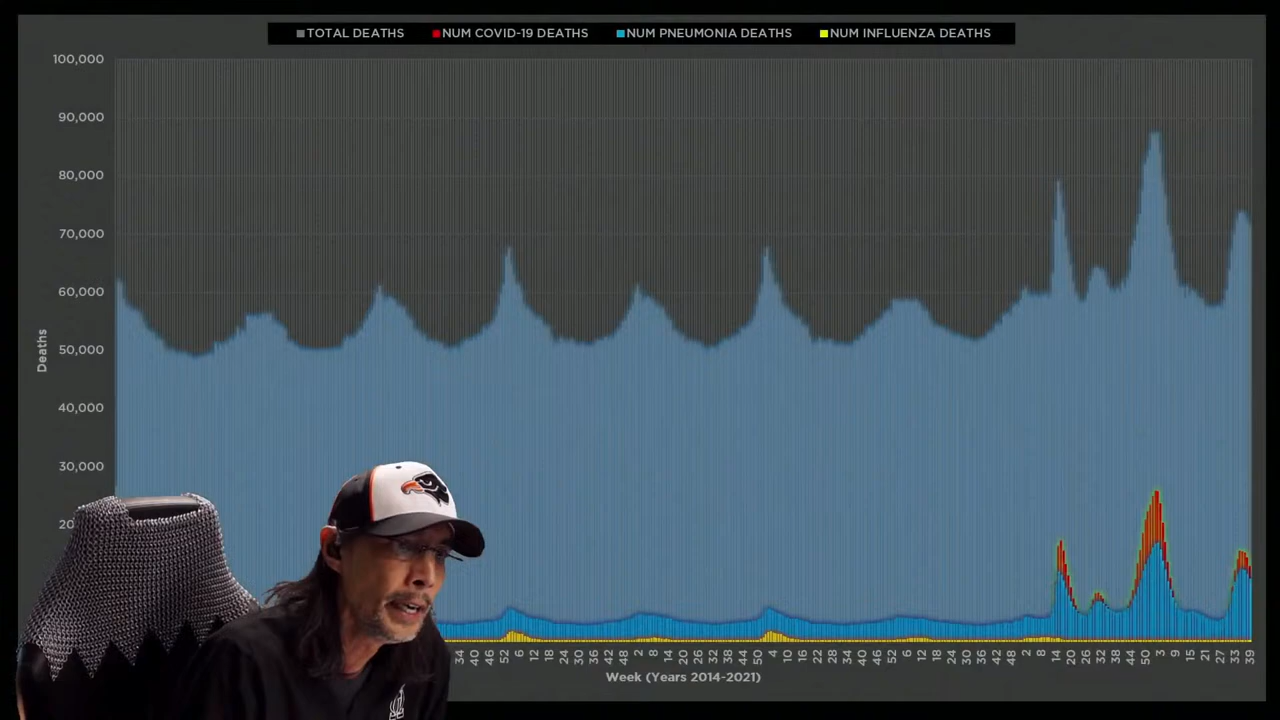 TOTAL DEATHS NUM COVID-19 DEATHS NUM PNEUMONIA DEATHS NUM INFLUENZA DEATHS
100,000
90,000
80,000
70,000
60,000
50,000
40,000
30,000
20
Deaths
34 40 46 52 6 12 18 24 30 36 42 48 2 8 14 20 26 32 38 44 50 4 10 16 22 28 34 40 46 52 6 12 18 24 30 36 42 48 2 8 14 20 26 32 38 44 50 3 9 15 21 27 33 39
Week (Years 2014-2021)